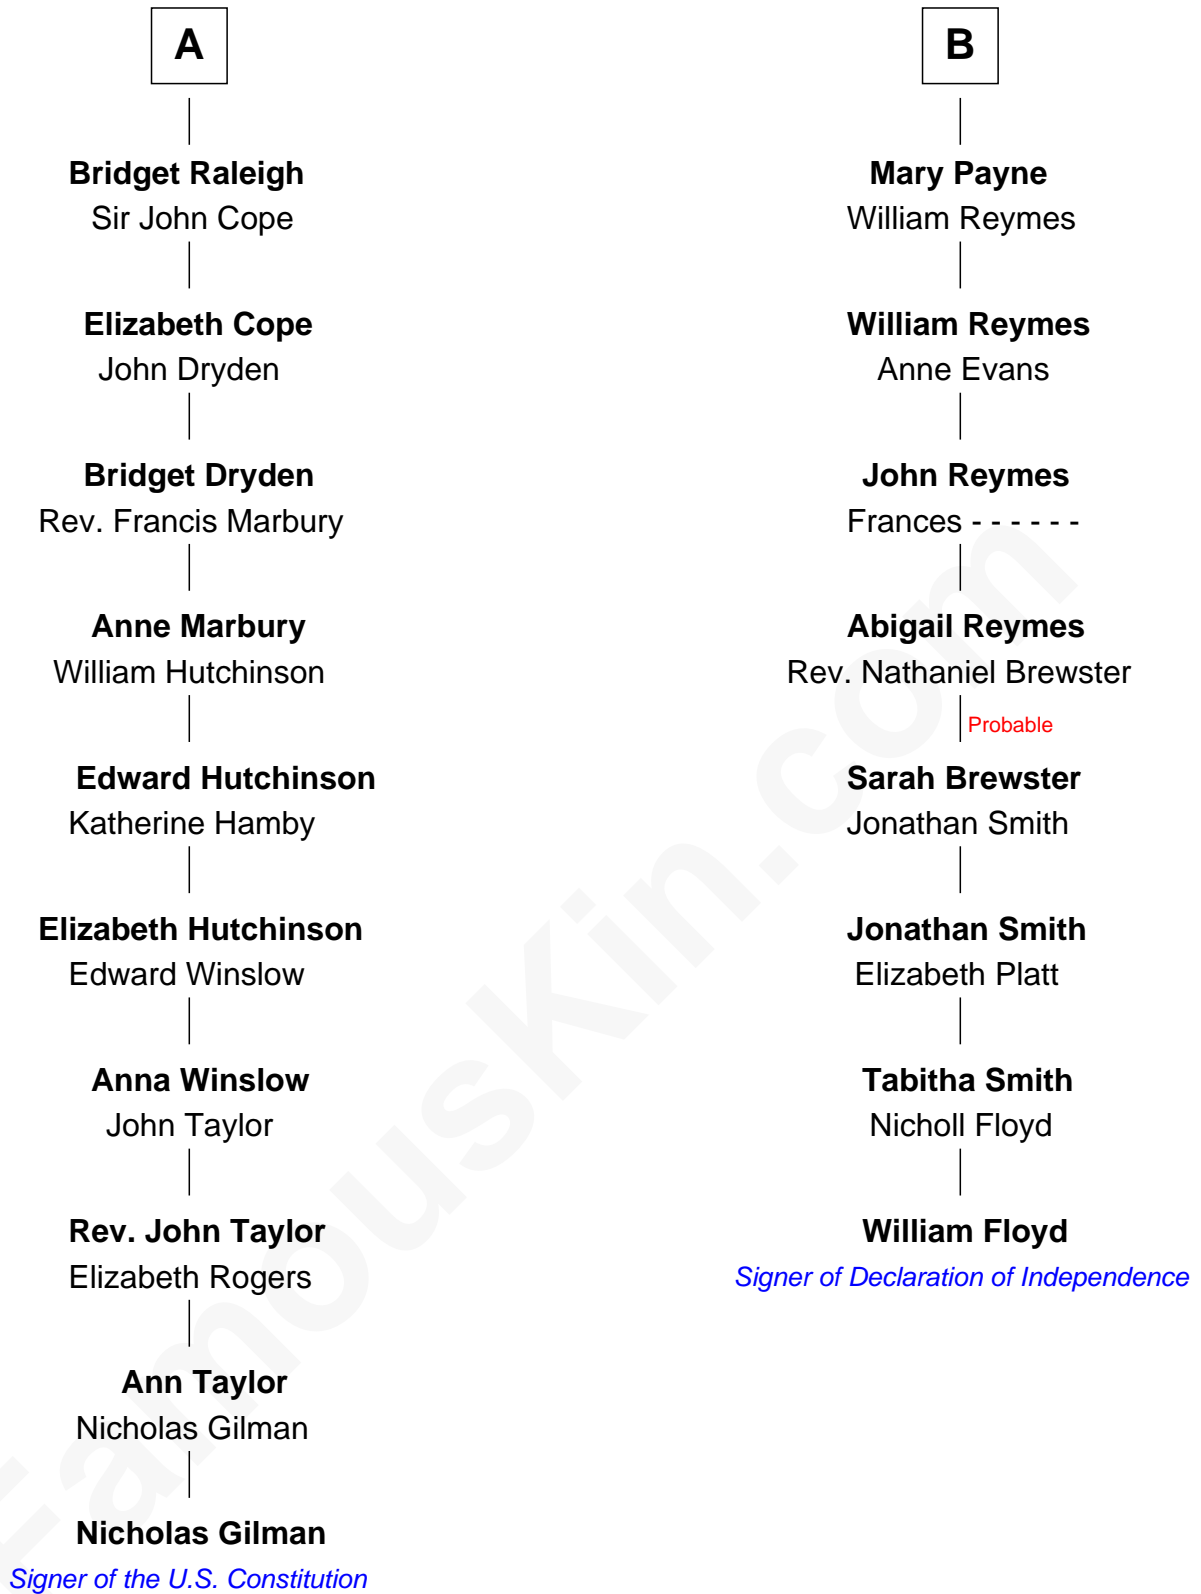 A
Bridget Raleigh
Sir John Cope
Elizabeth Cope
John Dryden
Bridget Dryden
Rev. Francis Marbury
Anne Marbury
William Hutchinson
Edward Hutchinson
Katherine Hamby
Elizabeth Hutchinson
Edward Winslow
Anna Winslow
John Taylor
Rev. John Taylor
Elizabeth Rogers
Ann Taylor
Nicholas Gilman
Nicholas Gilman
Signer of the U.S. Constitution
B
Mary Payne
William Reymes
William Reymes
Anne Evans
John Reymes
Frances - - - - - -
Abigail Reymes
Rev. Nathaniel Brewster
Probable
Sarah Brewster
Jonathan Smith
Jonathan Smith
Elizabeth Platt
Tabitha Smith
Nicholl Floyd
William Floyd
Signer of Declaration of Independence
FamousKin.com